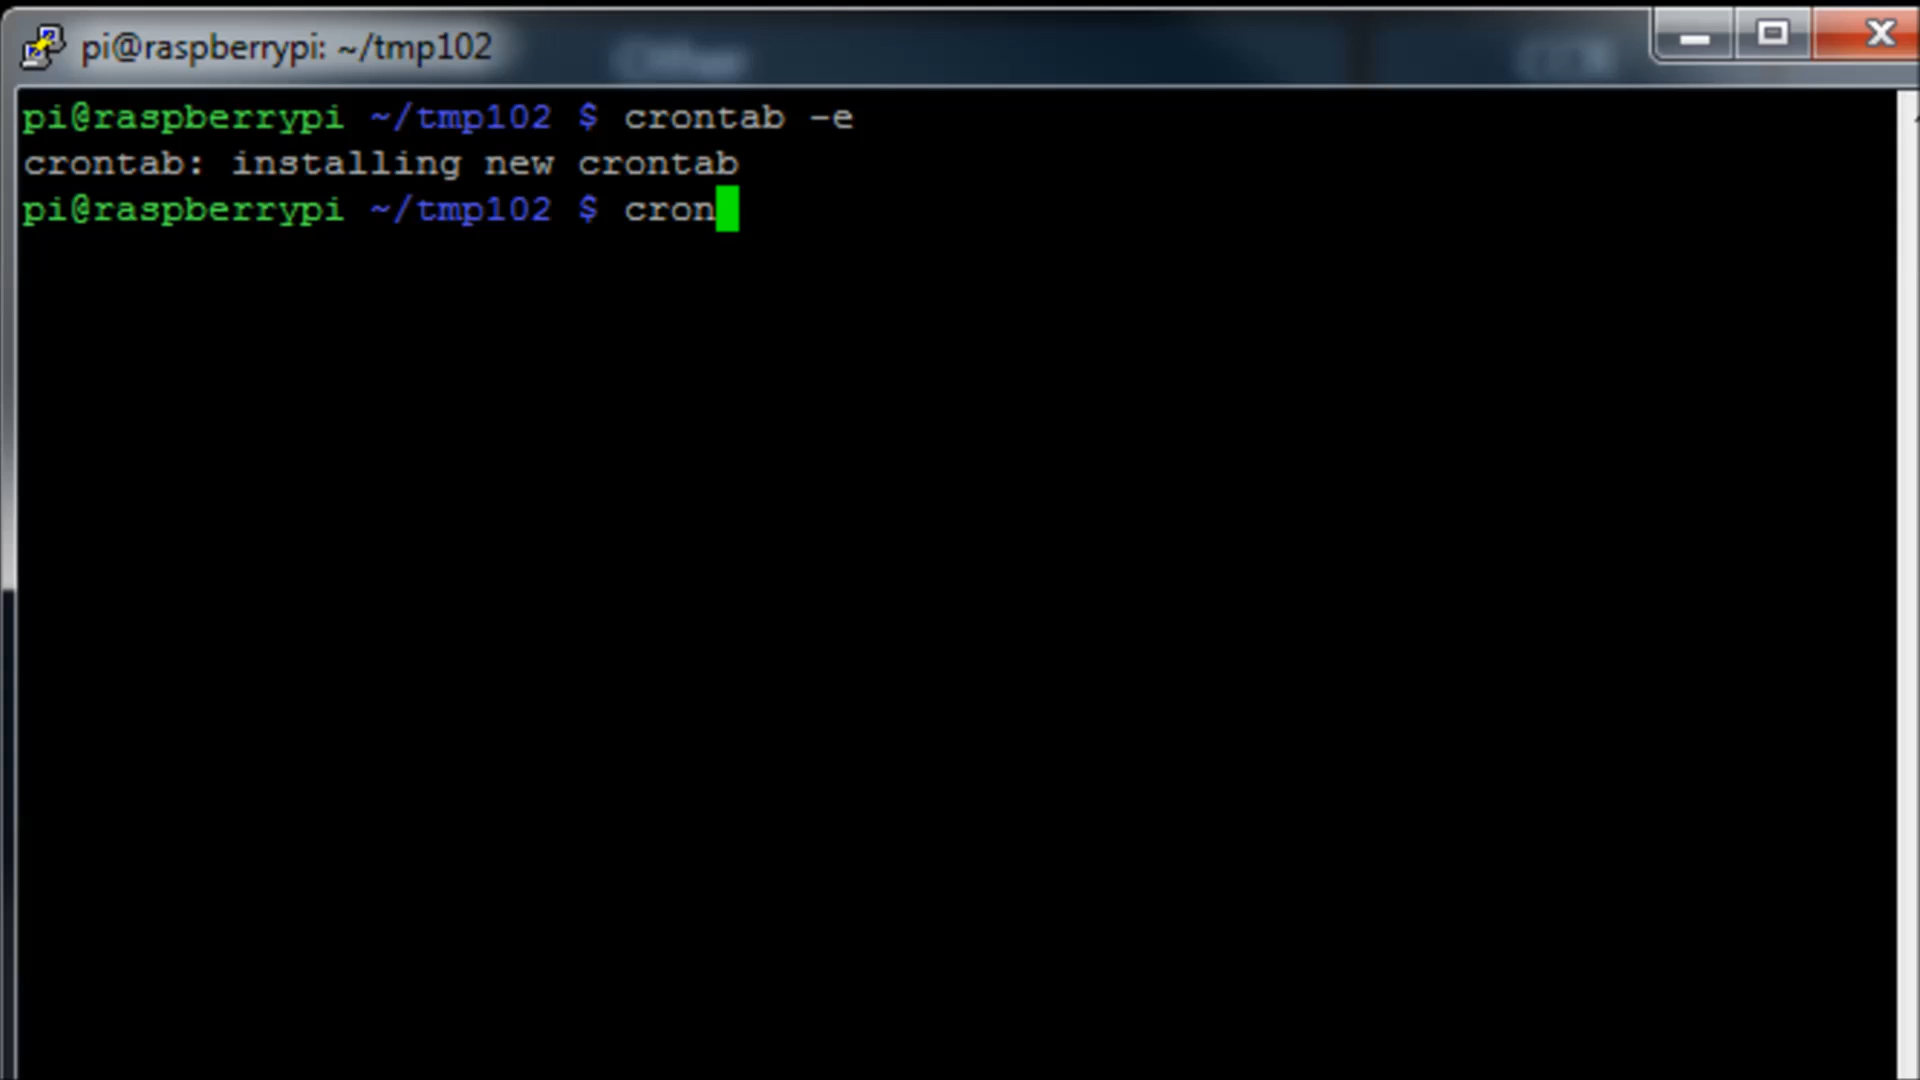 pi@raspberrypi: ~/tmp102
pi@raspberrypi ~/tmp102 $ crontab -e
crontab: installing new crontab
pi@raspberrypi ~/tmp102 $ cron